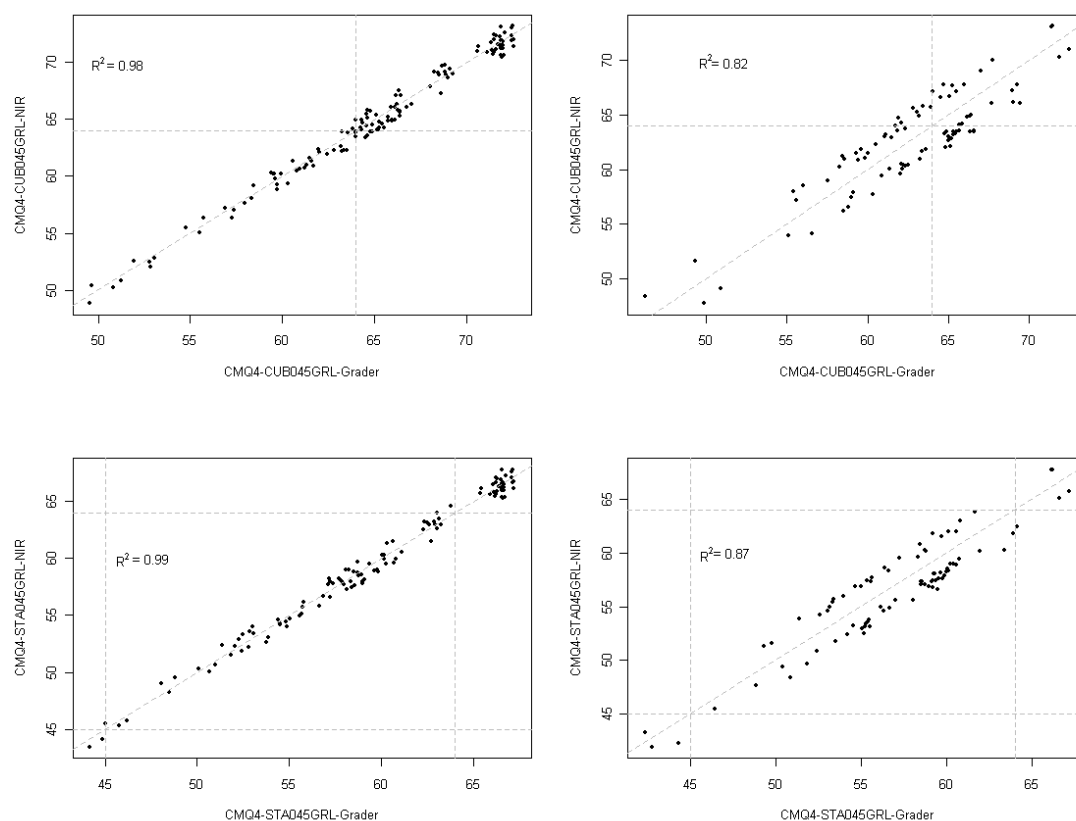 R² = 0.98
CMQ4-CUB045GRL-NIR
70
65
60
55
50
50 55 60 65 70
CMQ4-CUB045GRL-Grader
R² = 0.82
CMQ4-CUB045GRL-NIR
70
65
60
55
50
50 55 60 65 70
CMQ4-CUB045GRL-Grader
R² = 0.99
CMQ4-STA045GRL-NIR
65
60
55
50
45
45 50 55 60 65
CMQ4-STA045GRL-Grader
R² = 0.87
CMQ4-STA045GRL-NIR
65
60
55
50
45
45 50 55 60 65
CMQ4-STA045GRL-Grader